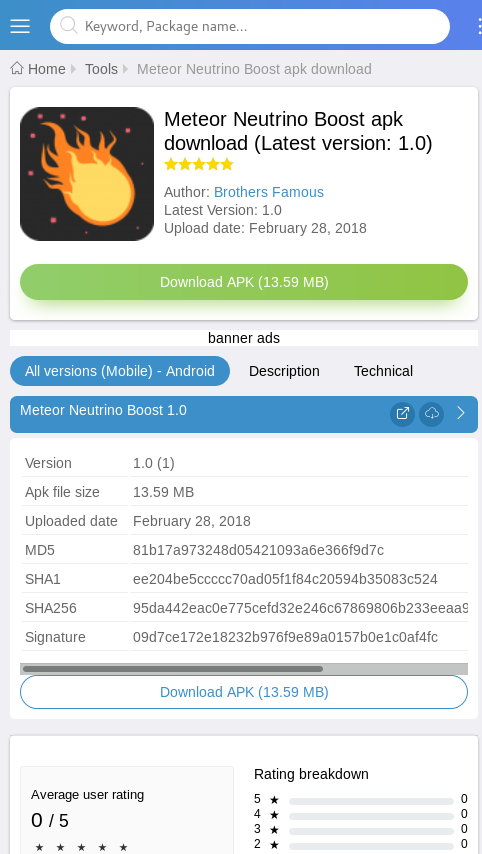 Keyword, Package name...
Home Tools Meteor Neutrino Boost apk download
Meteor Neutrino Boost apk
download (Latest version: 1.0)
Author: Brothers Famous
Latest Version: 1.0
Upload date: February 28, 2018
Download APK (13.59 MB)
banner ads
All versions (Mobile) - Android Description Technical
Meteor Neutrino Boost 1.0
Version 1.0 (1)
Apk file size 13.59 MB
Uploaded date February 28, 2018
MD5 81b17a973248d05421093a6e366f9d7c
SHA1 ee204be5ccccc70ad05f1f84c20594b35083c524
SHA256 95da442eac0e775cefd32e246c67869806b233eeaa9
Signature 09d7ce172e18232b976f9e89a0157b0e1c0af4fc
Download APK (13.59 MB)
Average user rating
0 / 5
Rating breakdown
5 ★ 0
4 ★ 0
3 ★ 0
2 ★ 0